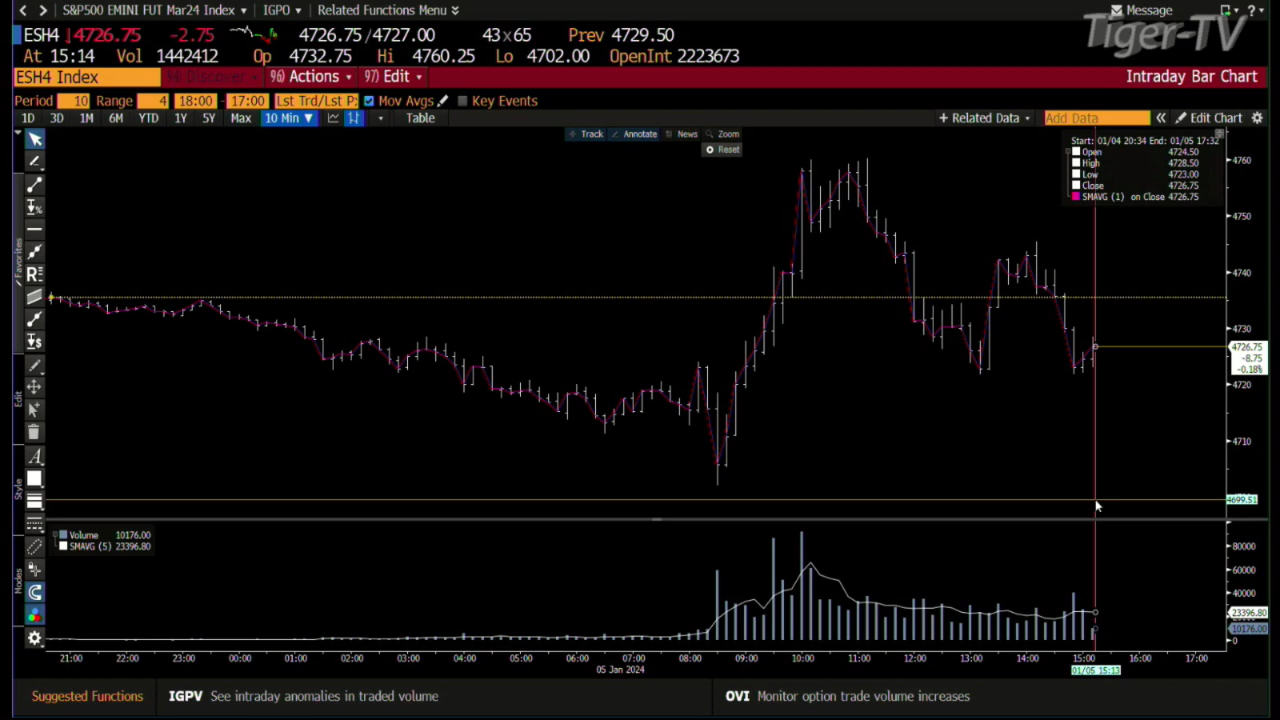 S&P500 EMINI FUT Mar24 Index ▾ IGPO ▾ Related Functions Menu Message ?
Tiger-TV
ESH4 ↓4726.75 -2.75 4726.75/4727.00 43x65 Prev 4729.50
At 15:14 Vol 1442412 Op 4732.75 Hi 4760.25 Lo 4702.00 OpenInt 2223673
ESH4 Index 96) Actions 97) Edit Intraday Bar Chart
Period 10 Range 4 18:00 - 17:00 Lst Trd/Lst P: Mov Avgs Key Events
1D 3D 1M 6M YTD 1Y 5Y Max 10 Min ▼ Table + Related Data Add Data « Edit Chart
Track Annotate News Zoom
Reset
Start: 01/04 20:34 End: 01/05 17:32
Open 4724.50
High 4728.50
Low 4723.00
Close 4726.75
SMAVG (1) on Close 4726.75
4760
4750
4740
4730
4726.75
-8.75
-0.18%
4720
4710
4699.51
Favorites
Edit
Style
Modes
Volume 10176.00
SMAVG (5) 23396.80
80000
60000
40000
23396.80
10176.00
0
21:00 22:00 23:00 00:00 01:00 02:00 03:00 04:00 05:00 06:00 07:00 08:00 09:00 10:00 11:00 12:00 13:00 14:00 15:00 16:00 17:00
05 Jan 2024
01/05 15:13
Suggested Functions IGPV See intraday anomalies in traded volume OVI Monitor option trade volume increases